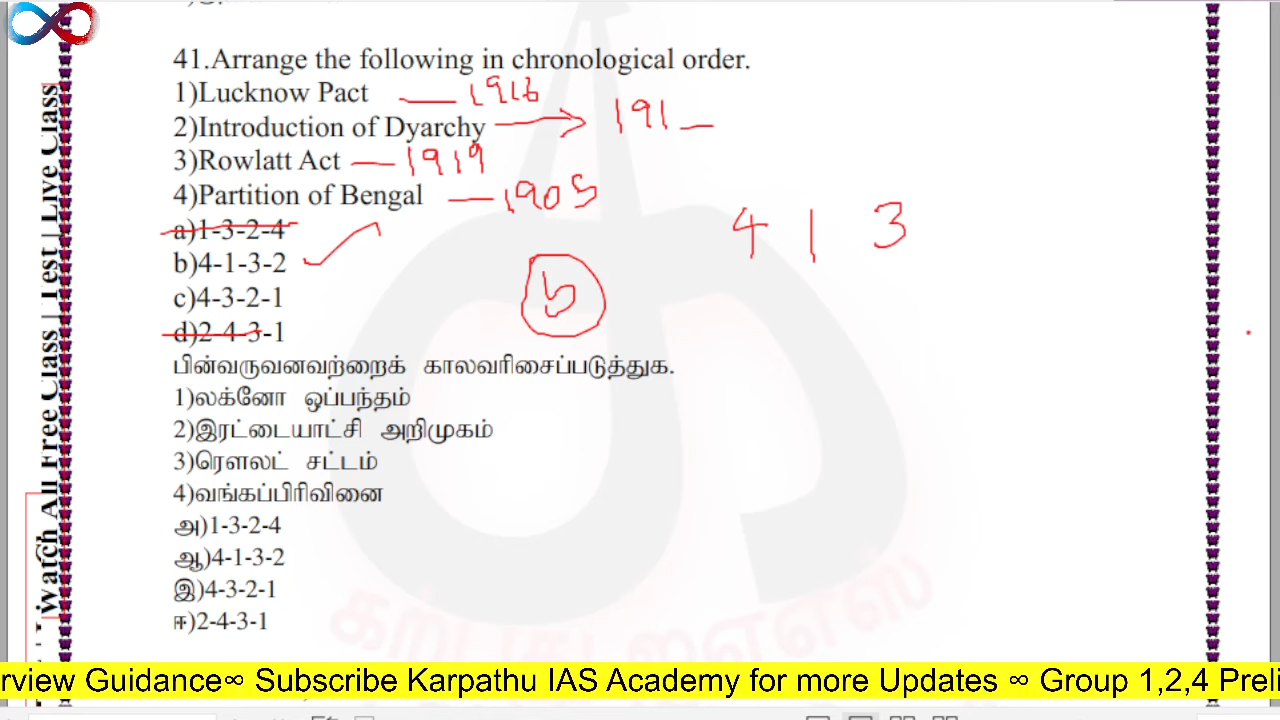 41.Arrange the following in chronological order.
1)Lucknow Pact — 1916
2)Introduction of Dyarchy → 191_
3)Rowlatt Act — 1919
4)Partition of Bengal — 1905
4 1 3
a)1-3-2-4
b)4-1-3-2
b
c)4-3-2-1
d)2-4-3-1
பின்வருவனவற்றைக் காலவரிசைப்படுத்துக.
1)லக்னோ ஒப்பந்தம்
2)இரட்டையாட்சி அறிமுகம்
3)ரௌலட் சட்டம்
4)வங்கப்பிரிவினை
அ)1-3-2-4
ஆ)4-1-3-2
இ)4-3-2-1
ஈ)2-4-3-1
Watch All Free Class | Test | Live Class
rview Guidance∞ Subscribe Karpathu IAS Academy for more Updates ∞ Group 1,2,4 Preli